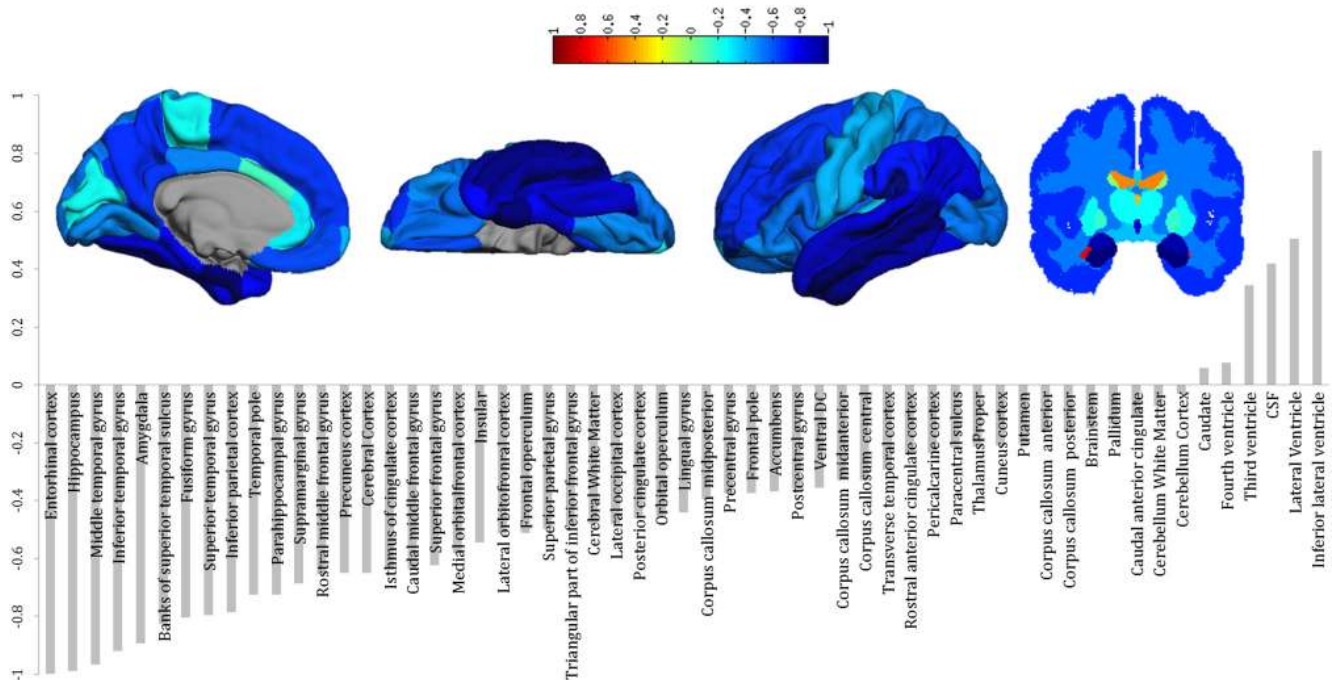 1
0.8
0.6
0.4
0.2
0
−0.2
−0.4
−0.6
−0.8
−1
1
0.8
0.6
0.4
0.2
0
-0.2
-0.4
-0.6
-0.8
-1
Entorhinal cortex
Hippocampus
Middle temporal gyrus
Inferior temporal gyrus
Amygdala
Banks of superior temporal sulcus
Fusiform gyrus
Superior temporal gyrus
Inferior parietal cortex
Temporal pole
Parahippocampal gyrus
Supramarginal gyrus
Rostral middle frontal gyrus
Precuneus cortex
Cerebral Cortex
Isthmus of cingulate cortex
Caudal middle frontal gyrus
Superior frontal gyrus
Medial orbitalfrontal cortex
Insular
Lateral orbitofronral cortex
Frontal operculum
Superior parietal gyrus
Triangular part of inferior frontal gyrus
Cerebral White Matter
Lateral occipital cortex
Posterior cingulate cortex
Orbital operculum
Lingual gyrus
Corpus callosum midposterior
Precentral gyrus
Frontal pole
Accumbens
Postcentral gyrus
Ventral DC
Corpus callosum midanterior
Corpus callosum central
Transverse temporal cortex
Rostral anterior cingulate cortex
Pericalcarine cortex
Paracantral sulcus
ThalamusProper
Cuneus cortex
Putamen
Corpus callosum anterior
Corpus callosum posterior
Brainstem
Pallidum
Caudal anterior cingulate
Cerebellum White Matter
Cerebellum Cortex
Caudate
Fourth ventricle
Third ventricle
CSF
Lateral Ventricle
Inferior lateral ventricle